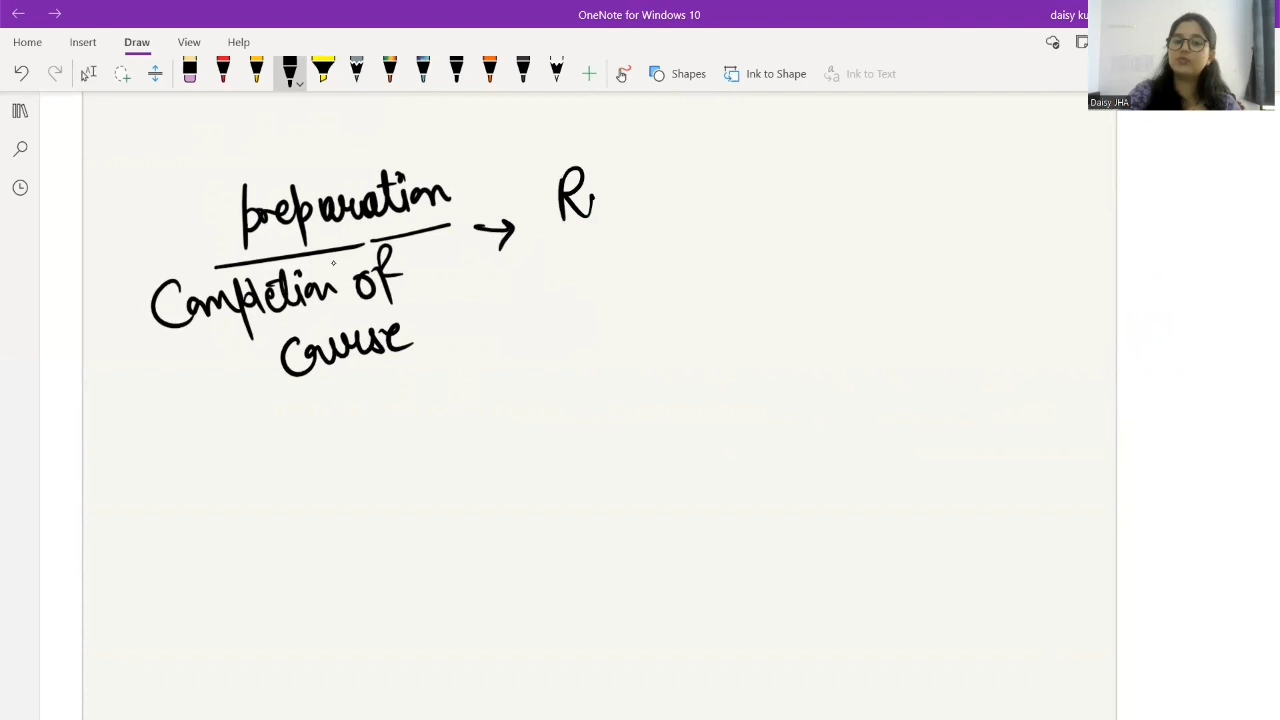 OneNote for Windows 10
daisy ku
Home Insert Draw View Help
Shapes Ink to Shape Ink to Text
Daisy JHA
preparation → R
Completion of
Course